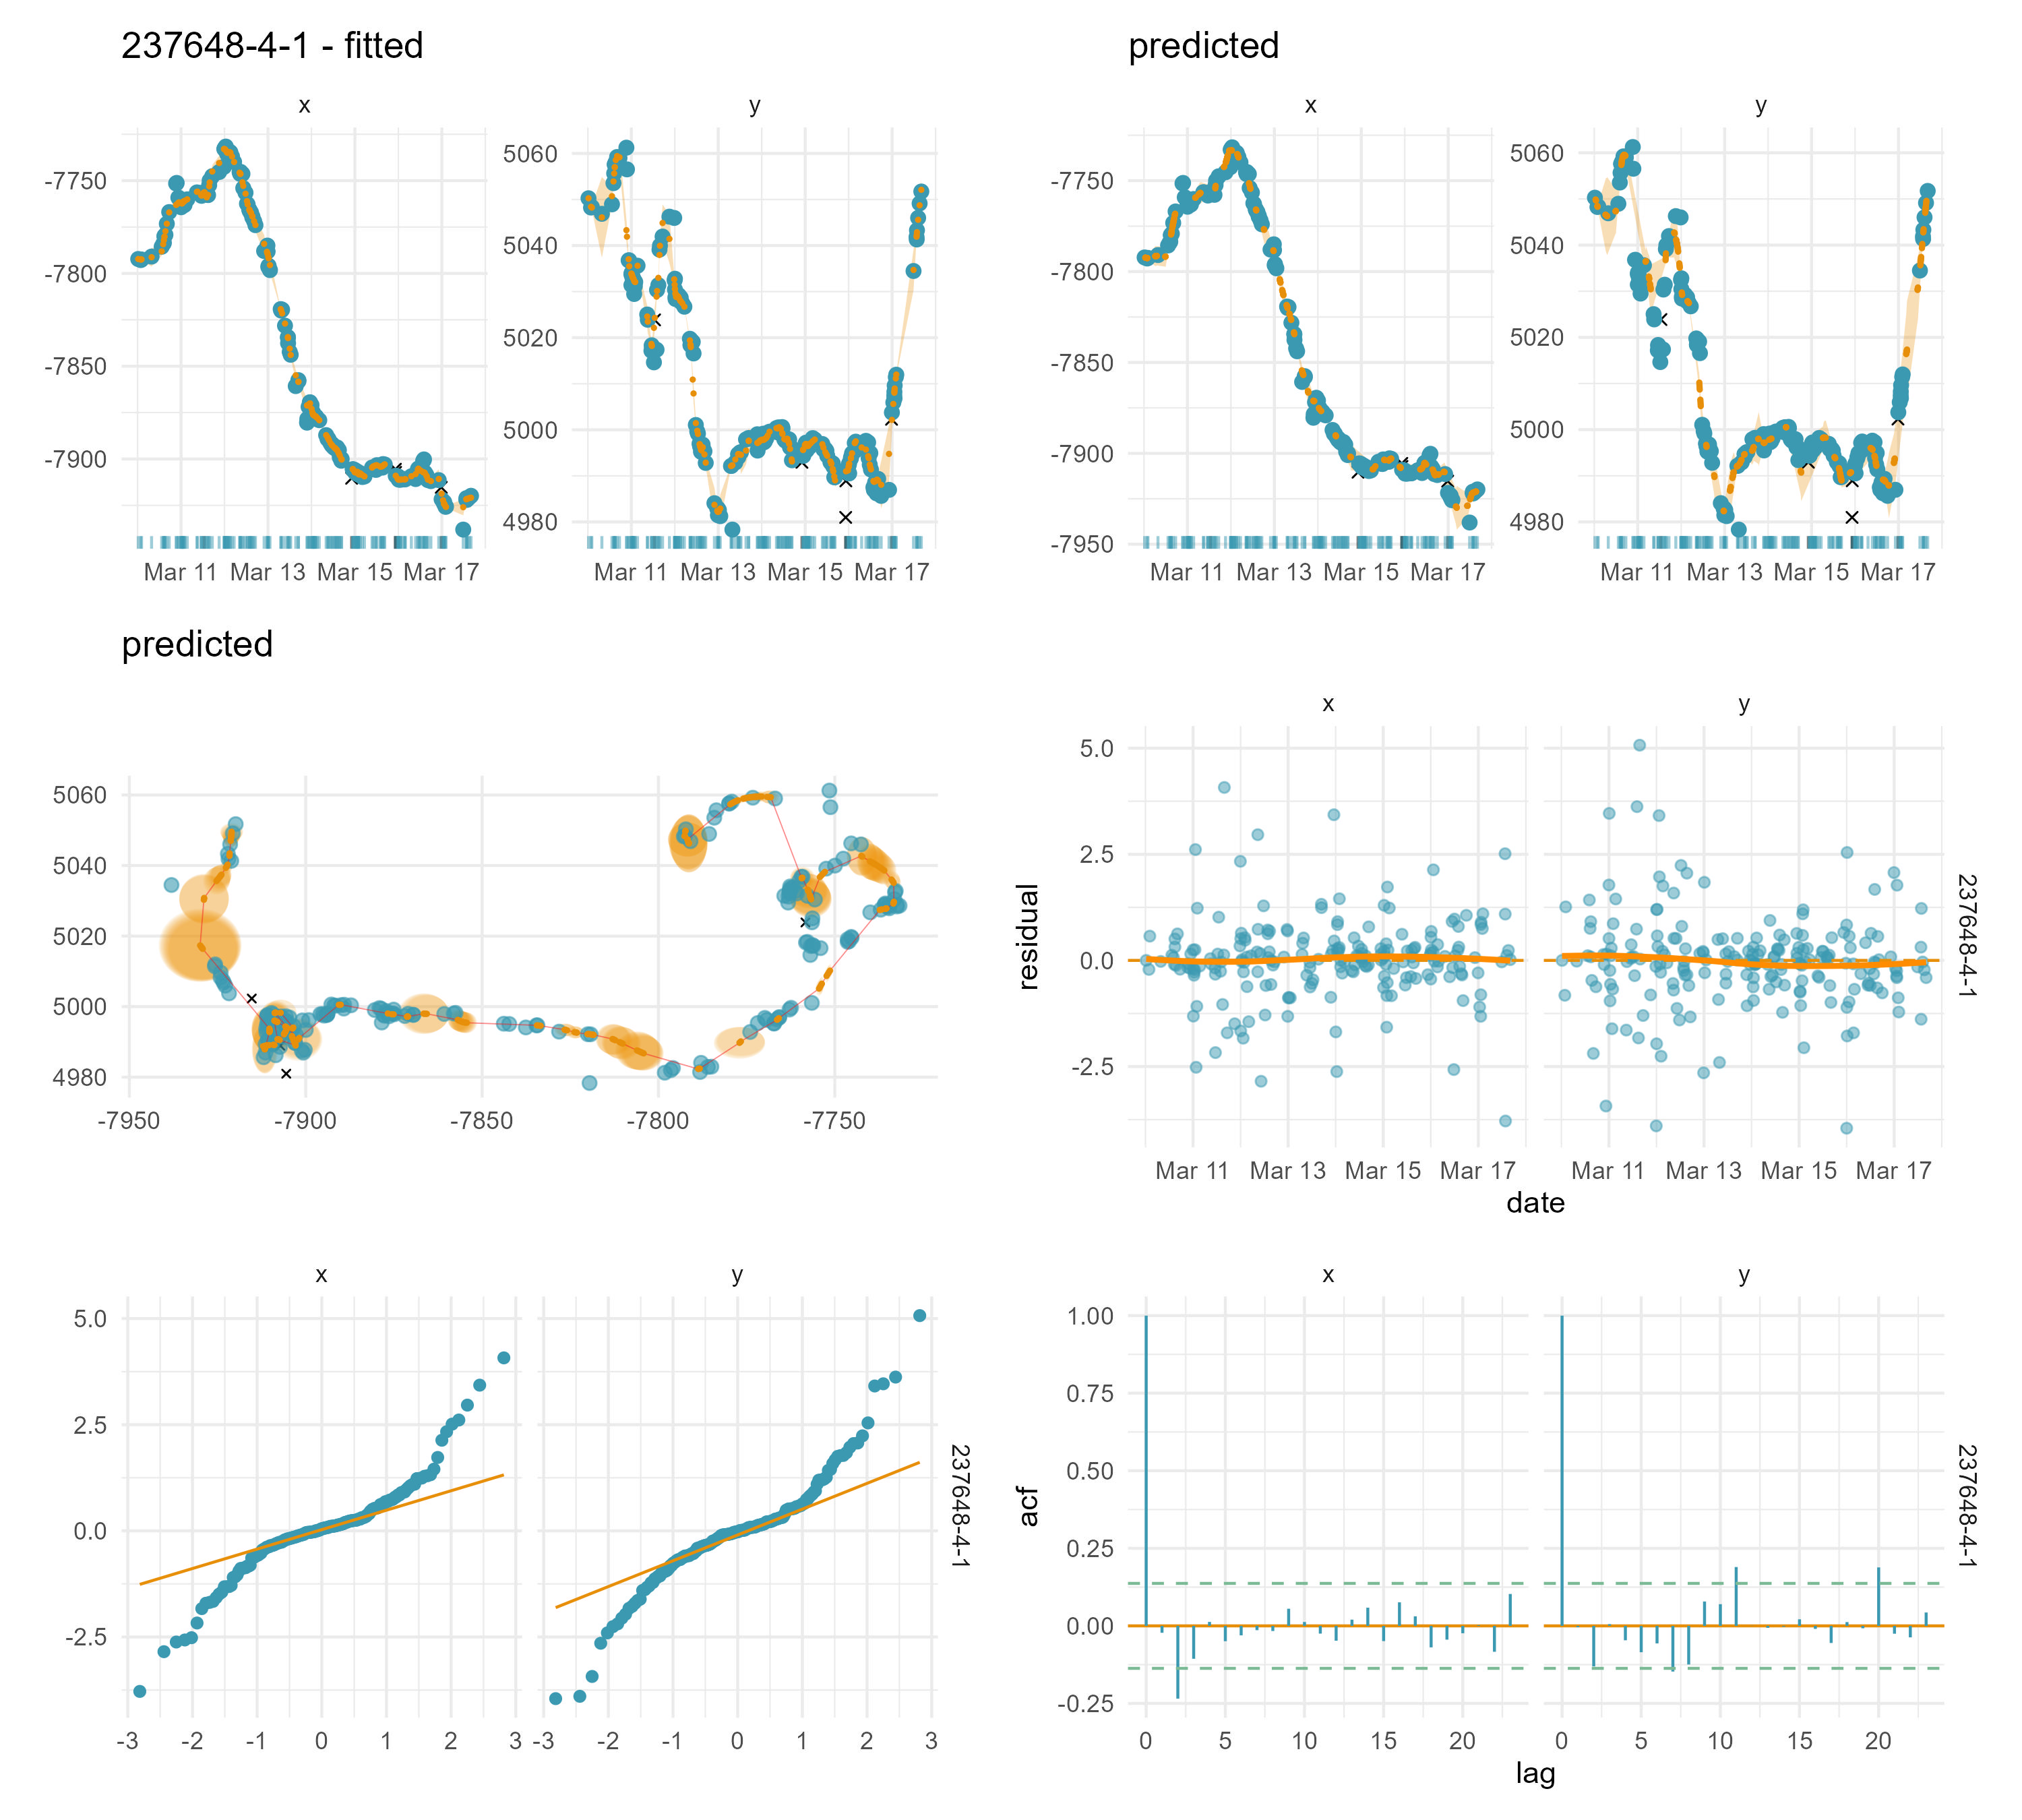 237648-4-1 - fitted
predicted
x
y
x
y
-7750
-7800
-7850
-7900
5060
5040
5020
5000
4980
-7750
-7800
-7850
-7900
-7950
5060
5040
5020
5000
4980
Mar 11 Mar 13 Mar 15 Mar 17
Mar 11 Mar 13 Mar 15 Mar 17
Mar 11 Mar 13 Mar 15 Mar 17
Mar 11 Mar 13 Mar 15 Mar 17
predicted
5060
5040
5020
5000
4980
-7950 -7900 -7850 -7800 -7750
x
y
residual
5.0
2.5
0.0
-2.5
237648-4-1
Mar 11 Mar 13 Mar 15 Mar 17
Mar 11 Mar 13 Mar 15 Mar 17
date
x
y
5.0
2.5
0.0
-2.5
237648-4-1
-3 -2 -1 0 1 2 3
-3 -2 -1 0 1 2 3
x
y
acf
1.00
0.75
0.50
0.25
0.00
-0.25
237648-4-1
0 5 10 15 20
0 5 10 15 20
lag